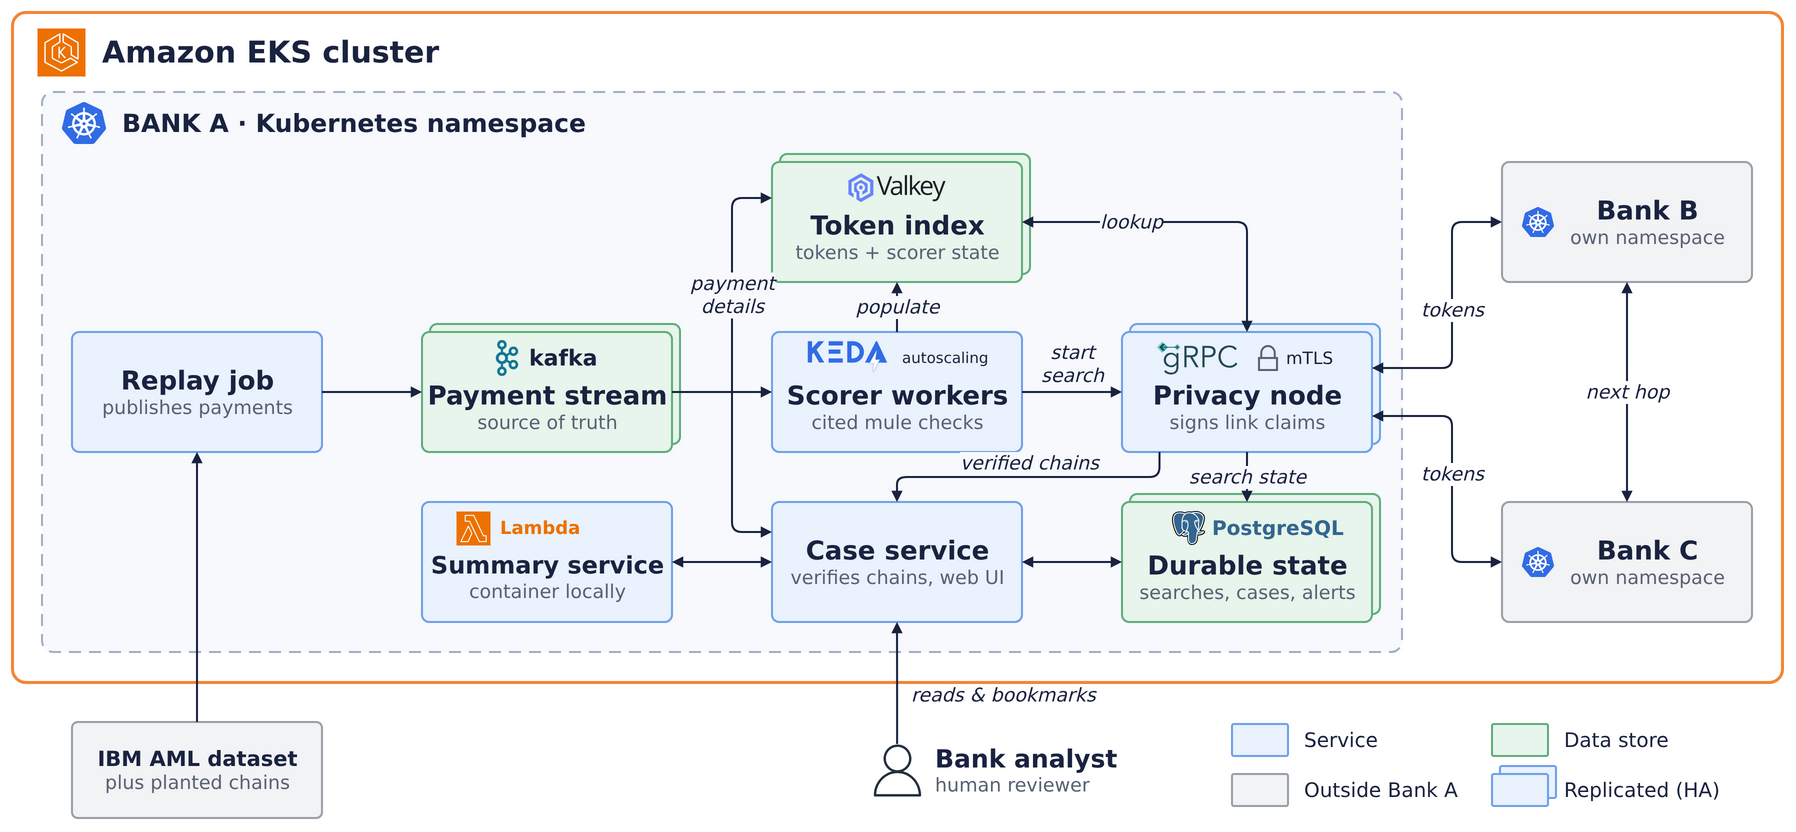 Amazon EKS cluster
BANK A · Kubernetes namespace
Valkey
Token index
tokens + scorer state
lookup
Bank B
own namespace
payment
details
populate
tokens
Replay job
publishes payments
kafka
Payment stream
source of truth
KEDA autoscaling
Scorer workers
cited mule checks
start
search
gRPC mTLS
Privacy node
signs link claims
next hop
verified chains
search state
tokens
Lambda
Summary service
container locally
Case service
verifies chains, web UI
PostgreSQL
Durable state
searches, cases, alerts
Bank C
own namespace
reads & bookmarks
IBM AML dataset
plus planted chains
Bank analyst
human reviewer
Service
Data store
Outside Bank A
Replicated (HA)